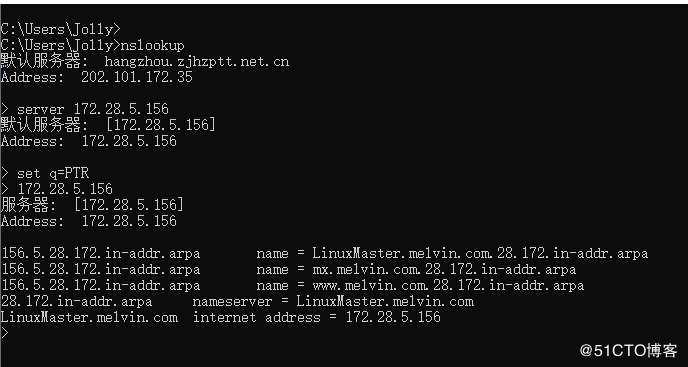 C:\Users\Jolly>
C:\Users\Jolly>nslookup
默认服务器:  hangzhou.zjhzptt.net.cn
Address:  202.101.172.35
> server 172.28.5.156
默认服务器:  [172.28.5.156]
Address:  172.28.5.156
> set q=PTR
> 172.28.5.156
服务器:  [172.28.5.156]
Address:  172.28.5.156
156.5.28.172.in-addr.arpa       name = LinuxMaster.melvin.com.28.172.in-addr.arpa
156.5.28.172.in-addr.arpa       name = mx.melvin.com.28.172.in-addr.arpa
156.5.28.172.in-addr.arpa       name = www.melvin.com.28.172.in-addr.arpa
28.172.in-addr.arpa     nameserver = LinuxMaster.melvin.com
LinuxMaster.melvin.com  internet address = 172.28.5.156
>
@51CTO博客